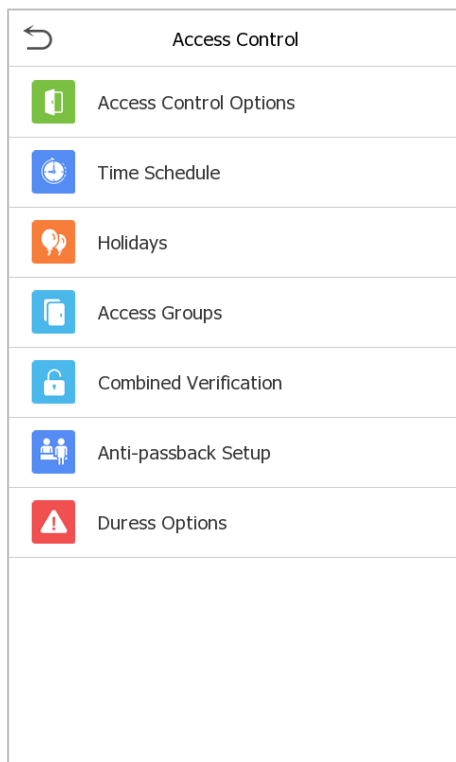 Access Control
Access Control Options
Time Schedule
Holidays
Access Groups
Combined Verification
Anti-passback Setup
Duress Options